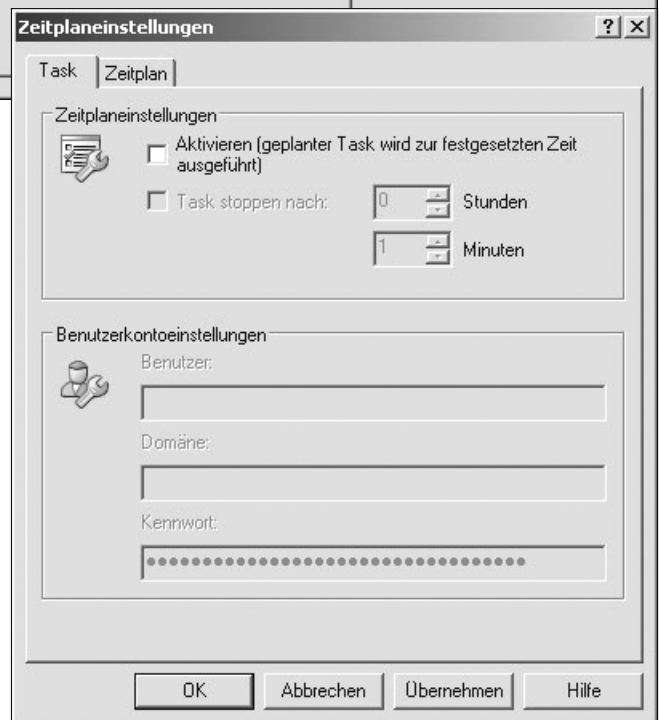 Zeitplaneinstellungen
Task Zeitplan
Zeitplaneinstellungen
Aktivieren (geplanter Task wird zur festgesetzten Zeit
ausgeführt)
Task stoppen nach: 0 Stunden
1 Minuten
Benutzerkontoeinstellungen
Benutzer:
Domäne:
Kennwort:
••••••••••••••••••••••••••••••••••••
OK Abbrechen Übernehmen Hilfe